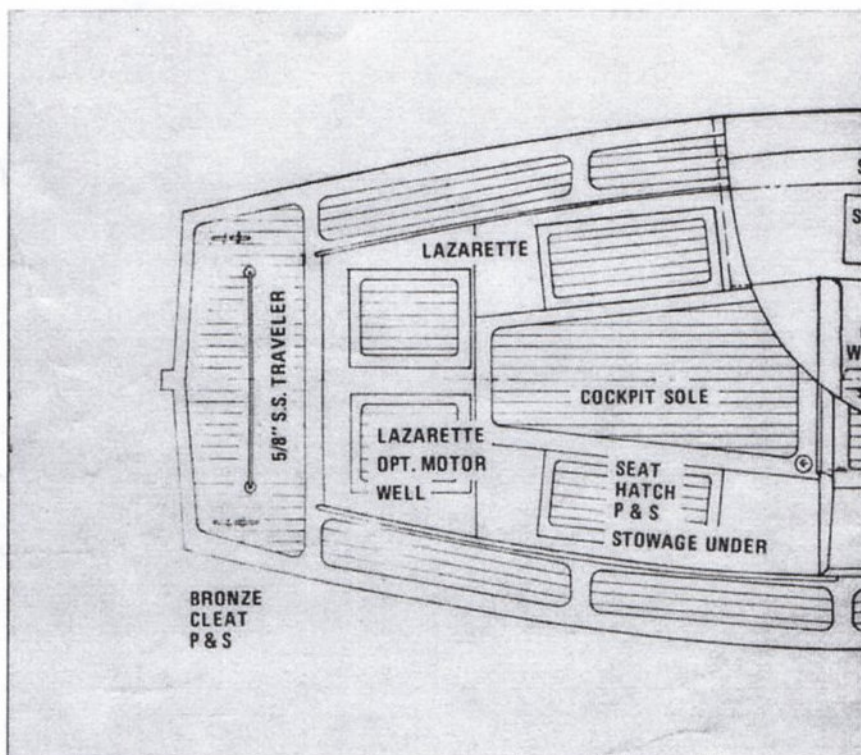 LAZARETTE
5/8" S.S. TRAVELER
COCKPIT SOLE
LAZARETTE
OPT. MOTOR
WELL
SEAT
HATCH
P & S
STOWAGE UNDER
BRONZE
CLEAT
P & S